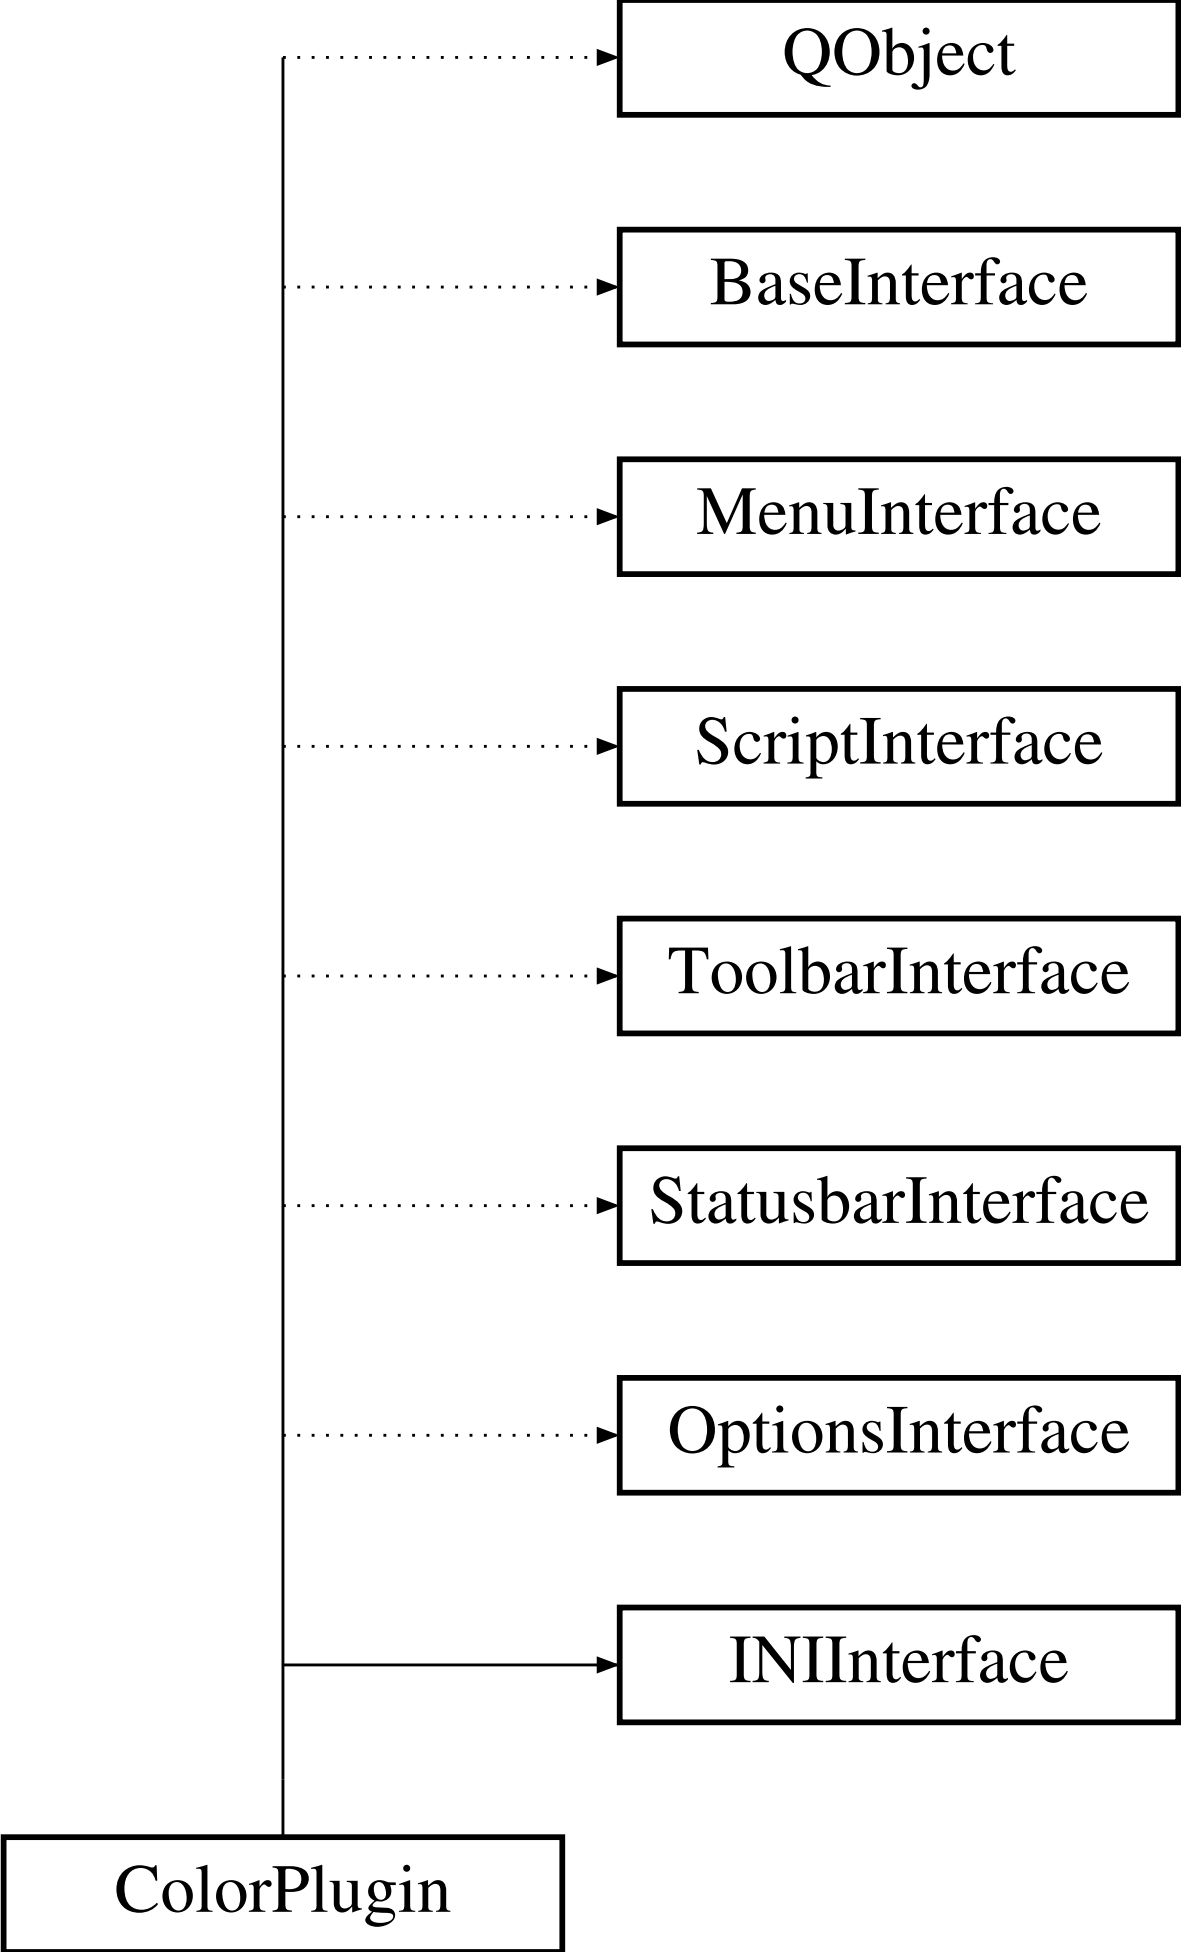 QObject
BaseInterface
MenuInterface
ScriptInterface
ToolbarInterface
StatusbarInterface
OptionsInterface
INIInterface
ColorPlugin